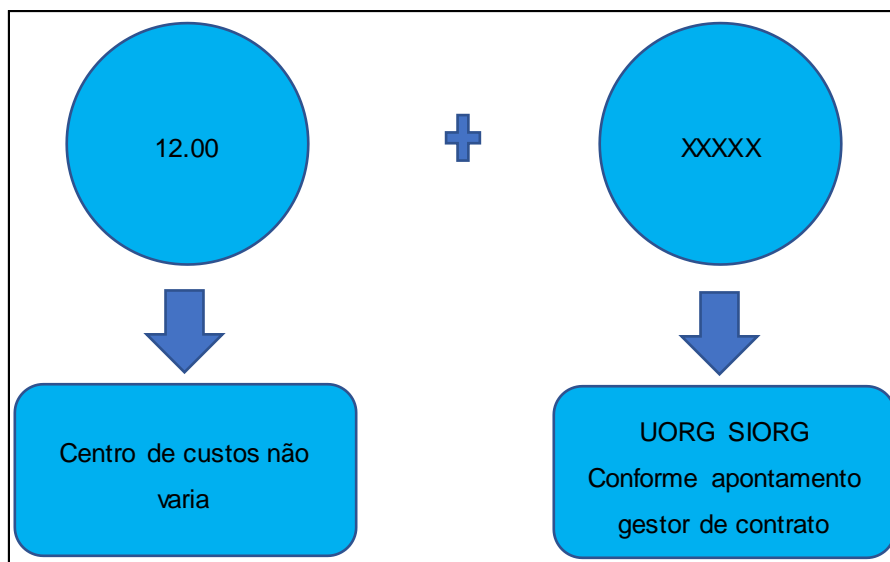 12.00
XXXXX
Centro de custos não
varia
UORG SIORG
Conforme apontamento
gestor de contrato